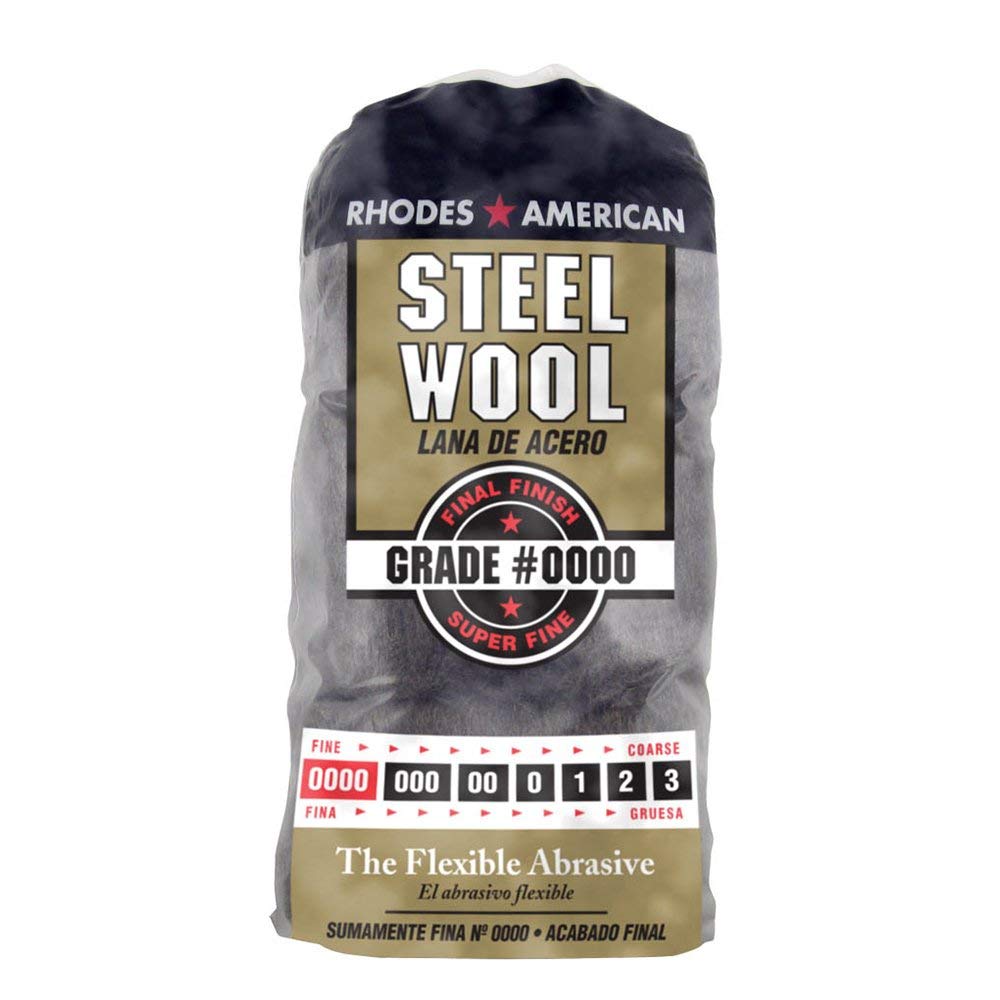 RHODES ★ AMERICAN
STEEL
WOOL
LANA DE ACERO
FINAL FINISH
GRADE #0000
SUPER FINE
FINE COARSE
0000 000 00 0 1 2 3
FINA GRUESA
The Flexible Abrasive
El abrasivo flexible
SUMAMENTE FINA Nº 0000 • ACABADO FINAL